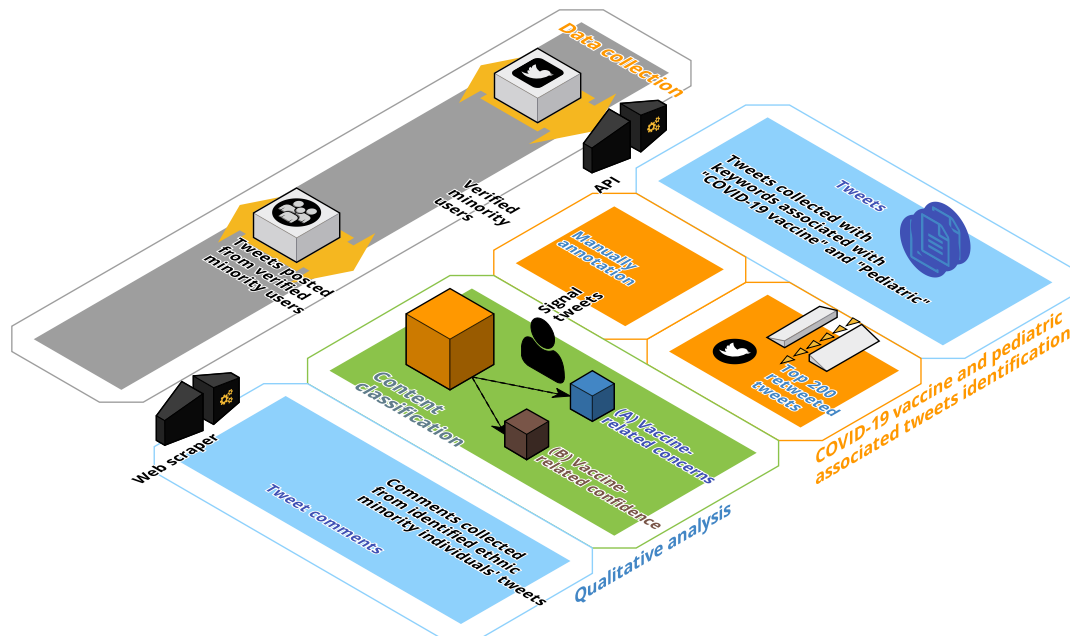 Data collection
API
Verified
minority
users
Tweets posted
from verified
minority users
Tweets
Tweets collected with
keywords associated with
"COVID-19 vaccine" and "Pediatric"
Manually
annotation
Signal
tweets
Top 200
retweeted
tweets
COVID-19 vaccine and pediatric
associated tweets identification
Content
classification
(A) Vaccine-
related concerns
(B) Vaccine-
related confidence
Qualitative analysis
Web scraper
Comments collected
from identified ethnic
minority individuals' tweets
Tweet comments